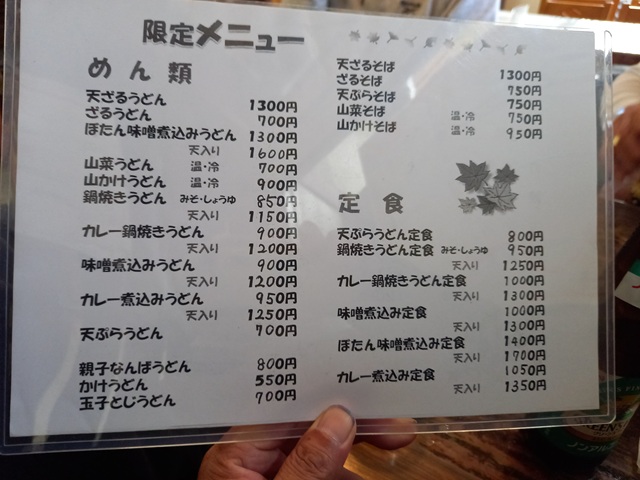 限定メニュー
めん類
天ざるうどん 1300円
ざるうどん 700円
ぼたん味噌煮込みうどん 1300円
天入り 1600円
山菜うどん 温・冷 700円
山かけうどん 温・冷 900円
鍋焼きうどん みそ・しょうゆ 850円
天入り 1150円
カレー鍋焼きうどん 900円
天入り 1200円
味噌煮込みうどん 900円
天入り 1200円
カレー煮込みうどん 950円
天入り 1250円
天ぷらうどん 700円
親子なんばうどん 800円
かけうどん 550円
玉子とじうどん 700円
天ざるそば 1300円
ざるそば 750円
天ぷらそば 750円
山菜そば 温・冷 750円
山かけそば 温・冷 950円
定食
天ぷらうどん定食 800円
鍋焼きうどん定食 みそ・しょうゆ 950円
天入り 1250円
カレー鍋焼きうどん定食 1000円
天入り 1300円
味噌煮込み定食 1000円
天入り 1300円
ぼたん味噌煮込み定食 1400円
天入り 1700円
カレー煮込み定食 1050円
天入り 1350円